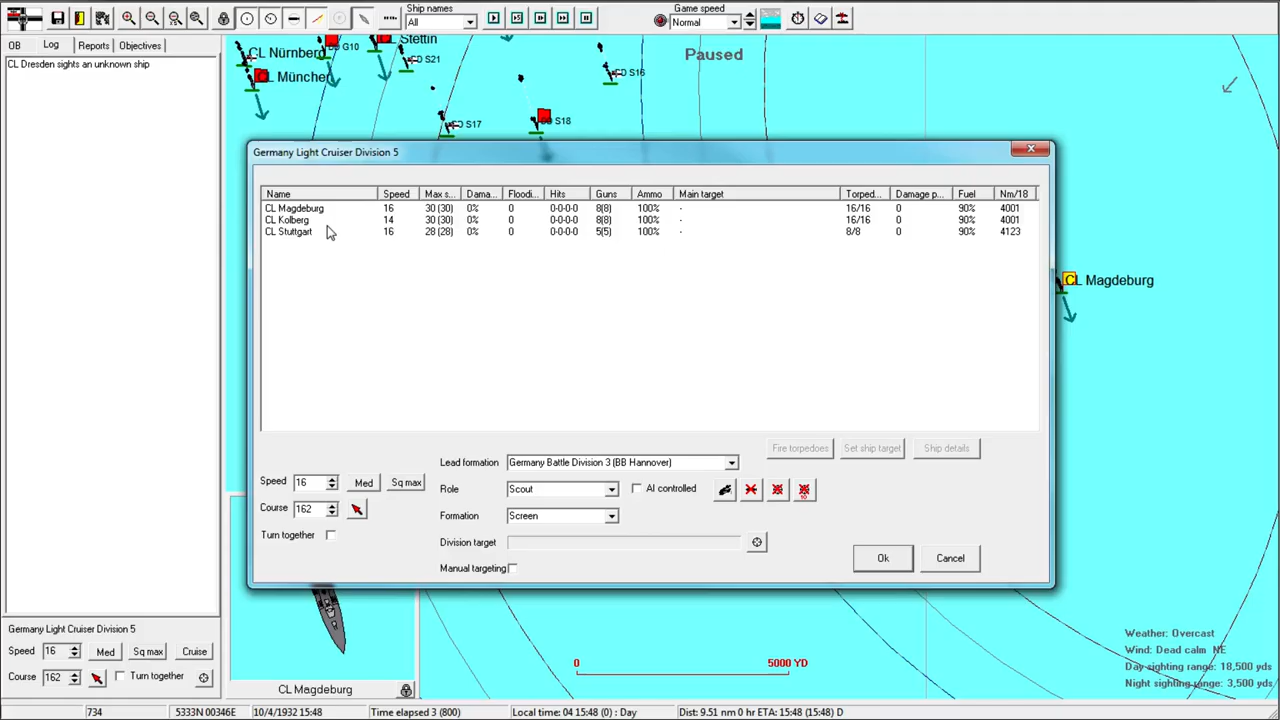 Ship names
Game speed
All
Normal
OB
Log
Reports
Objectives
CL Dresden sights an unknown ship
CL Nürnberg
G10
Stettin
CL München
S21
S16
S17
S18
Paused
Germany Light Cruiser Division 5
Name Speed Max s... Dama... Floodi... Hits Guns Ammo Main target Torped... Damage p... Fuel Nm/18
CL Magdeburg 16 30 (30) 0% 0 0-0-0-0 8(8) 100% - 16/16 0 90% 4001
CL Kolberg 14 30 (30) 0% 0 0-0-0-0 8(8) 100% - 16/16 0 90% 4001
CL Stuttgart 16 28 (28) 0% 0 0-0-0-0 5(5) 100% - 8/8 0 90% 4123
CL Magdeburg
Fire torpedoes
Set ship target
Ship details
Lead formation Germany Battle Division 3 (BB Hannover)
Speed 16 Med Sq max
Role Scout AI controlled
Course 162
Formation Screen
Turn together
Division target
Manual targeting
Ok
Cancel
Germany Light Cruiser Division 5
Speed 16 Med Sq max Cruise
Course 162 Turn together
CL Magdeburg
0
5000 YD
Weather: Overcast
Wind: Dead calm NE
Day sighting range: 18,500 yds
Night sighting range: 3,500 yds
734
5333N 00346E
10/4/1932 15:48
Time elapsed 3 (800)
Local time: 04 15:48 (0) : Day
Dist: 9.51 nm 0 hr ETA: 15:48 (15:48) D